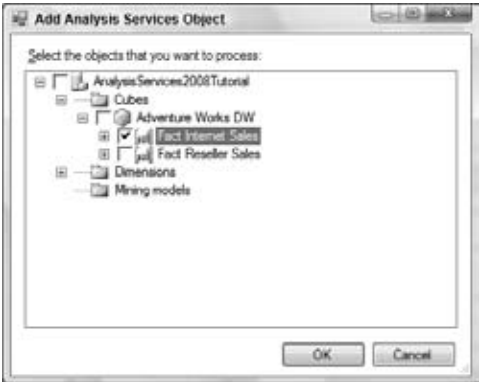 Add Analysis Services Object
Select the objects that you want to process:
AnalysisServices2008Tutorial
Cubes
Adventure Works DW
Fact Internet Sales
Fact Reseller Sales
Dimensions
Mining models
OK
Cancel